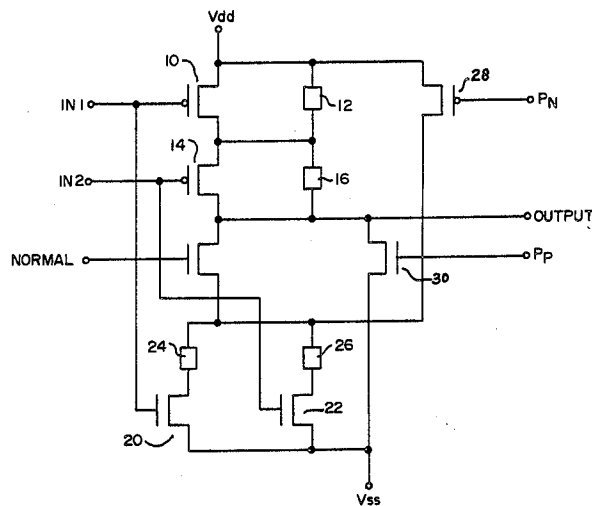 Vdd
10
28
IN1
12
PN
14
IN2
16
OUTPUT
NORMAL
PP
30
24
26
22
20
Vss